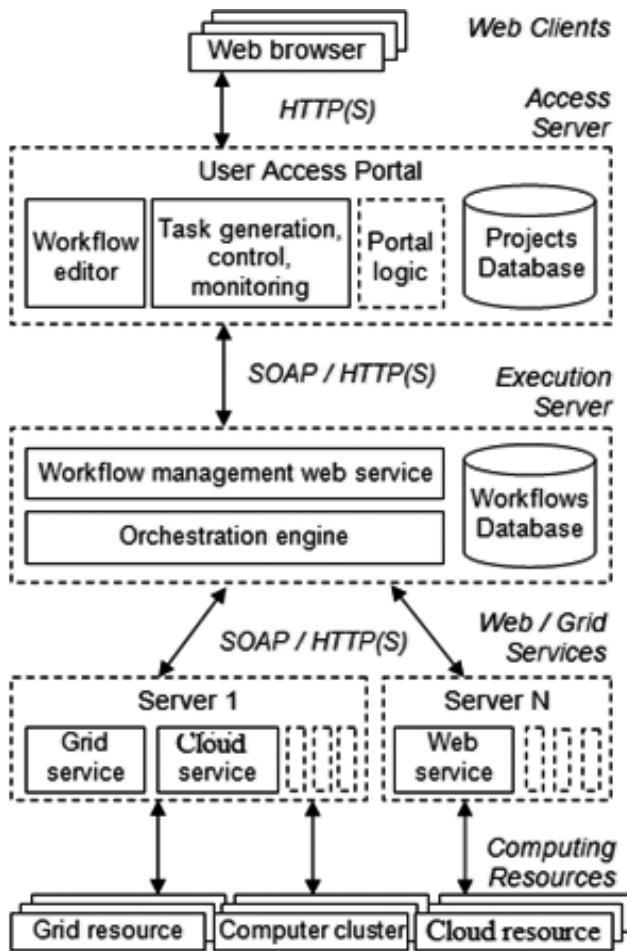 Web Clients
Web browser
HTTP(S)
Access
Server
User Access Portal
Workflow
editor
Task generation,
control,
monitoring
Portal
logic
Projects
Database
SOAP / HTTP(S)
Execution
Server
Workflow management web service
Orchestration engine
Workflows
Database
SOAP / HTTP(S)
Web / Grid
Services
Server 1
Grid
service
Cloud
service
Server N
Web
service
Computing
Resources
Grid resource
Computer cluster
Cloud resource